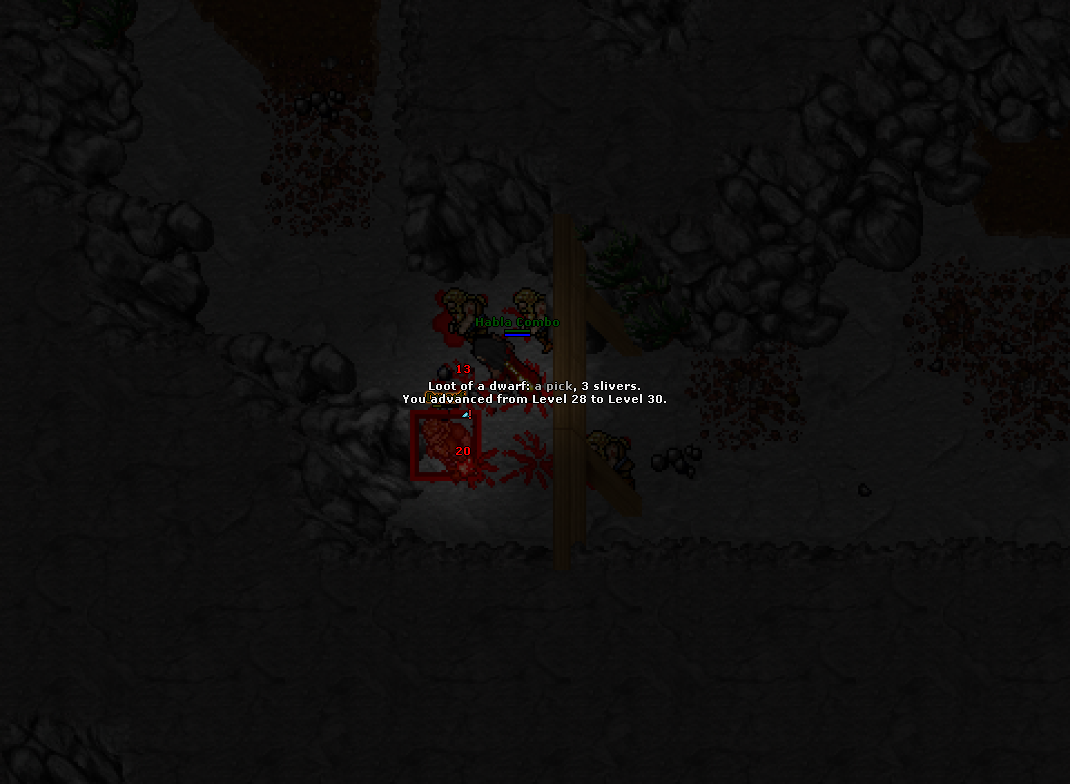 Habla Combo
13
Loot of a dwarf: a pick, 3 slivers.
You advanced from Level 28 to Level 30.
20